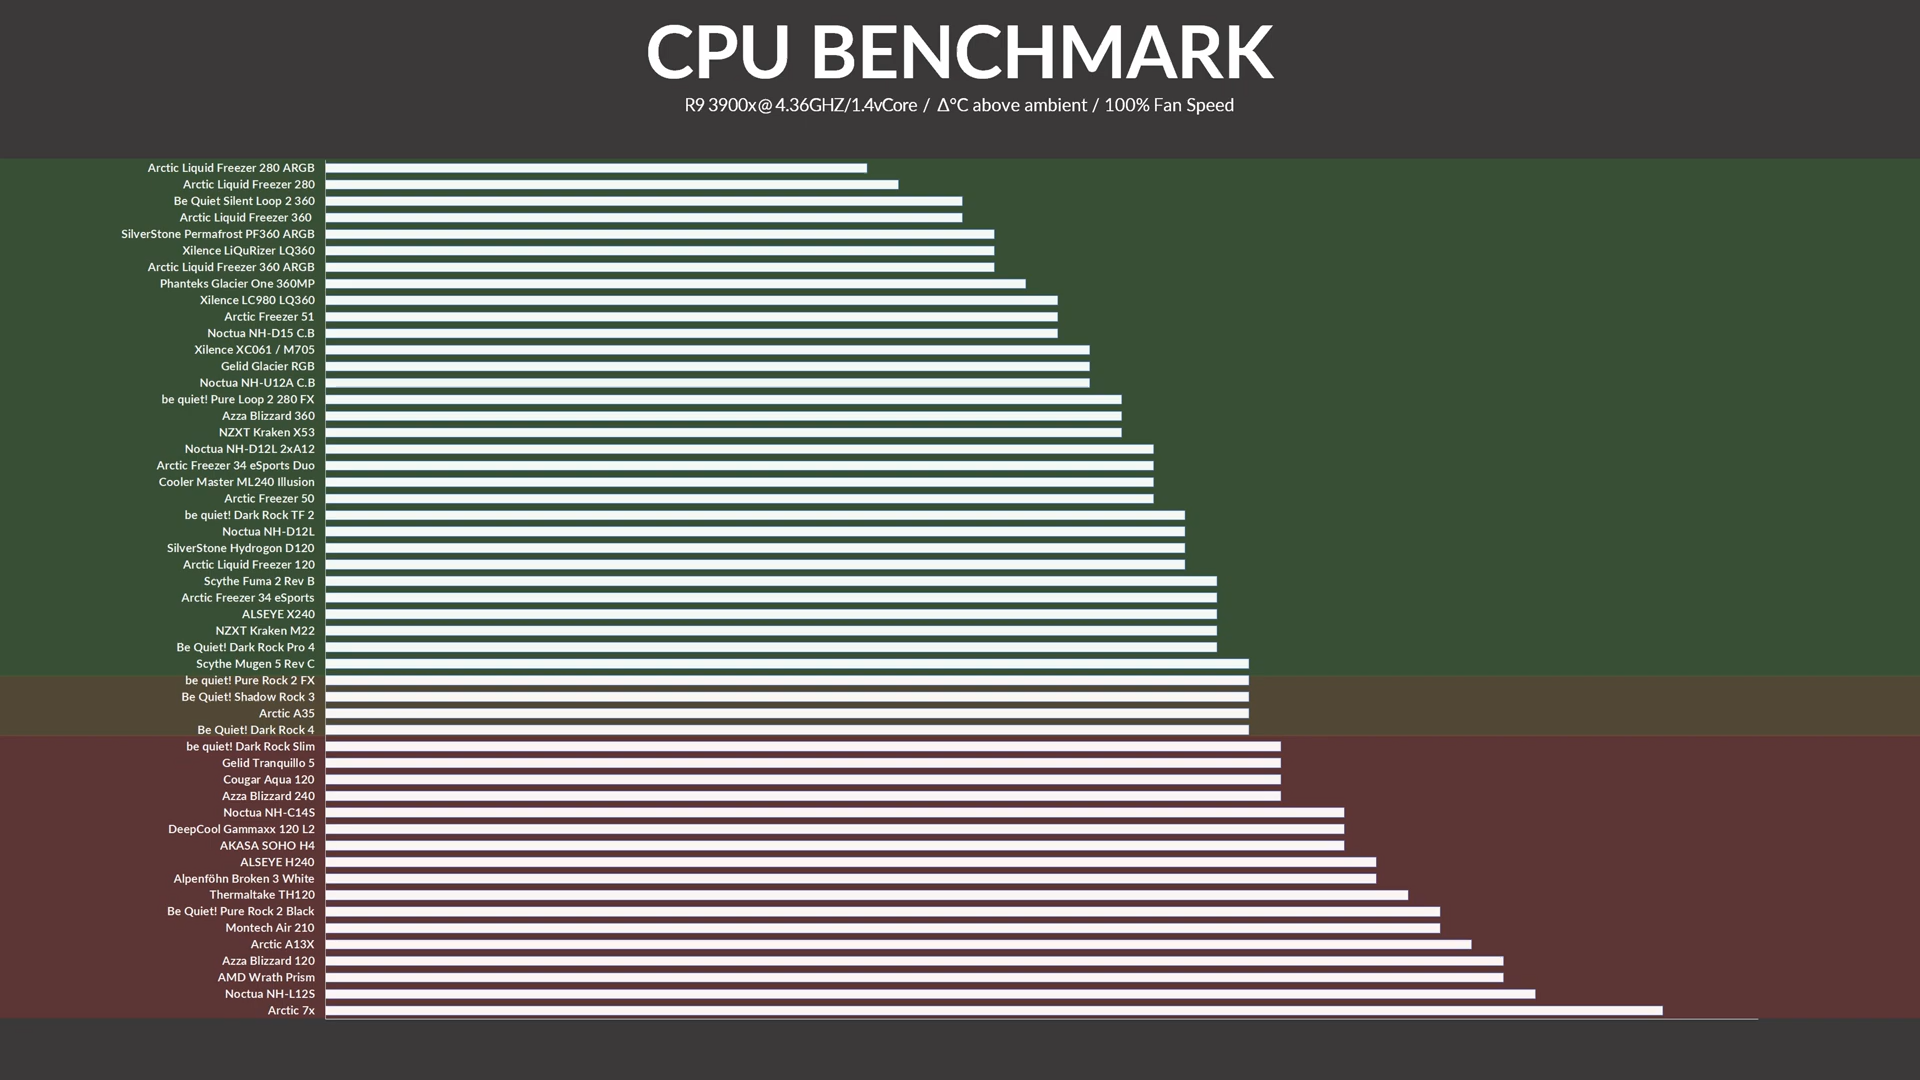 CPU BENCHMARK
R9 3900x@ 4.36GHZ/1.4vCore / Δ°C above ambient / 100% Fan Speed
Arctic Liquid Freezer 280 ARGB
Arctic Liquid Freezer 280
Be Quiet Silent Loop 2 360
Arctic Liquid Freezer 360
SilverStone Permafrost PF360 ARGB
Xilence LiQuRizer LQ360
Arctic Liquid Freezer 360 ARGB
Phanteks Glacier One 360MP
Xilence LC980 LQ360
Arctic Freezer 51
Noctua NH-D15 C.B
Xilence XC061 / M705
Gelid Glacier RGB
Noctua NH-U12A C.B
be quiet! Pure Loop 2 280 FX
Azza Blizzard 360
NZXT Kraken X53
Noctua NH-D12L 2xA12
Arctic Freezer 34 eSports Duo
Cooler Master ML240 Illusion
Arctic Freezer 50
be quiet! Dark Rock TF 2
Noctua NH-D12L
SilverStone Hydrogon D120
Arctic Liquid Freezer 120
Scythe Fuma 2 Rev B
Arctic Freezer 34 eSports
ALSEYE X240
NZXT Kraken M22
Be Quiet! Dark Rock Pro 4
Scythe Mugen 5 Rev C
be quiet! Pure Rock 2 FX
Be Quiet! Shadow Rock 3
Arctic A35
Be Quiet! Dark Rock 4
be quiet! Dark Rock Slim
Gelid Tranquillo 5
Cougar Aqua 120
Azza Blizzard 240
Noctua NH-C14S
DeepCool Gammaxx 120 L2
AKASA SOHO H4
ALSEYE H240
Alpenföhn Broken 3 White
Thermaltake TH120
Be Quiet! Pure Rock 2 Black
Montech Air 210
Arctic A13X
Azza Blizzard 120
AMD Wrath Prism
Noctua NH-L12S
Arctic 7x